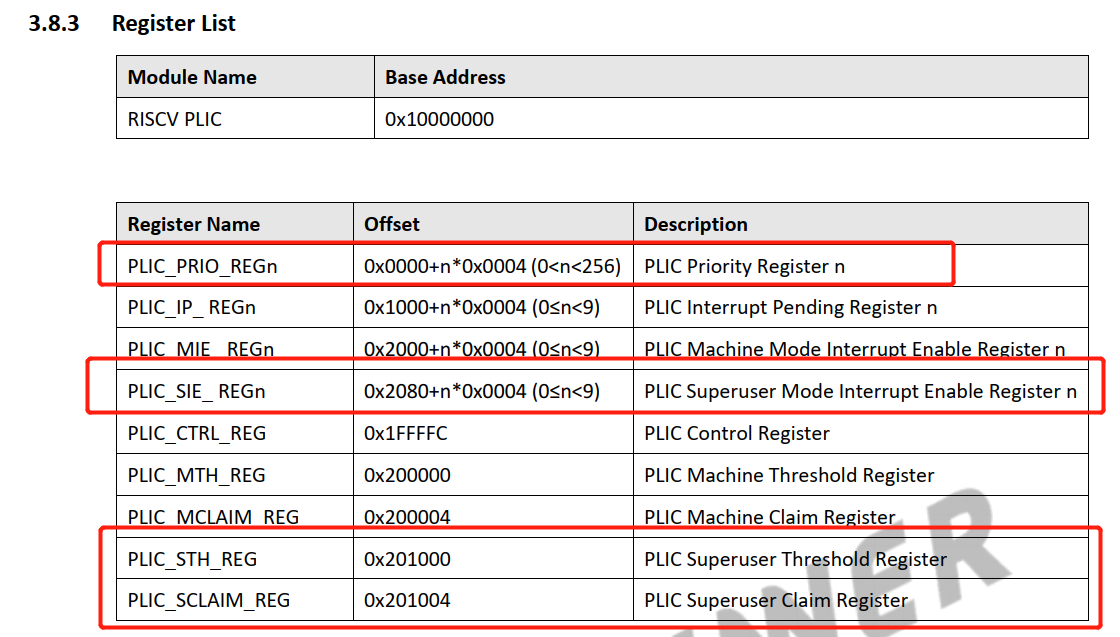 3.8.3 Register List
Module Name Base Address
RISCV PLIC 0x10000000
Register Name Offset Description
PLIC_PRIO_REGn 0x0000+n*0x0004 (0<n<256) PLIC Priority Register n
PLIC_IP_ REGn 0x1000+n*0x0004 (0≤n<9) PLIC Interrupt Pending Register n
PLIC_MIE_ REGn 0x2000+n*0x0004 (0≤n<9) PLIC Machine Mode Interrupt Enable Register n
PLIC_SIE_ REGn 0x2080+n*0x0004 (0≤n<9) PLIC Superuser Mode Interrupt Enable Register n
PLIC_CTRL_REG 0x1FFFFC PLIC Control Register
PLIC_MTH_REG 0x200000 PLIC Machine Threshold Register
PLIC_MCLAIM_REG 0x200004 PLIC Machine Claim Register
PLIC_STH_REG 0x201000 PLIC Superuser Threshold Register
PLIC_SCLAIM_REG 0x201004 PLIC Superuser Claim Register